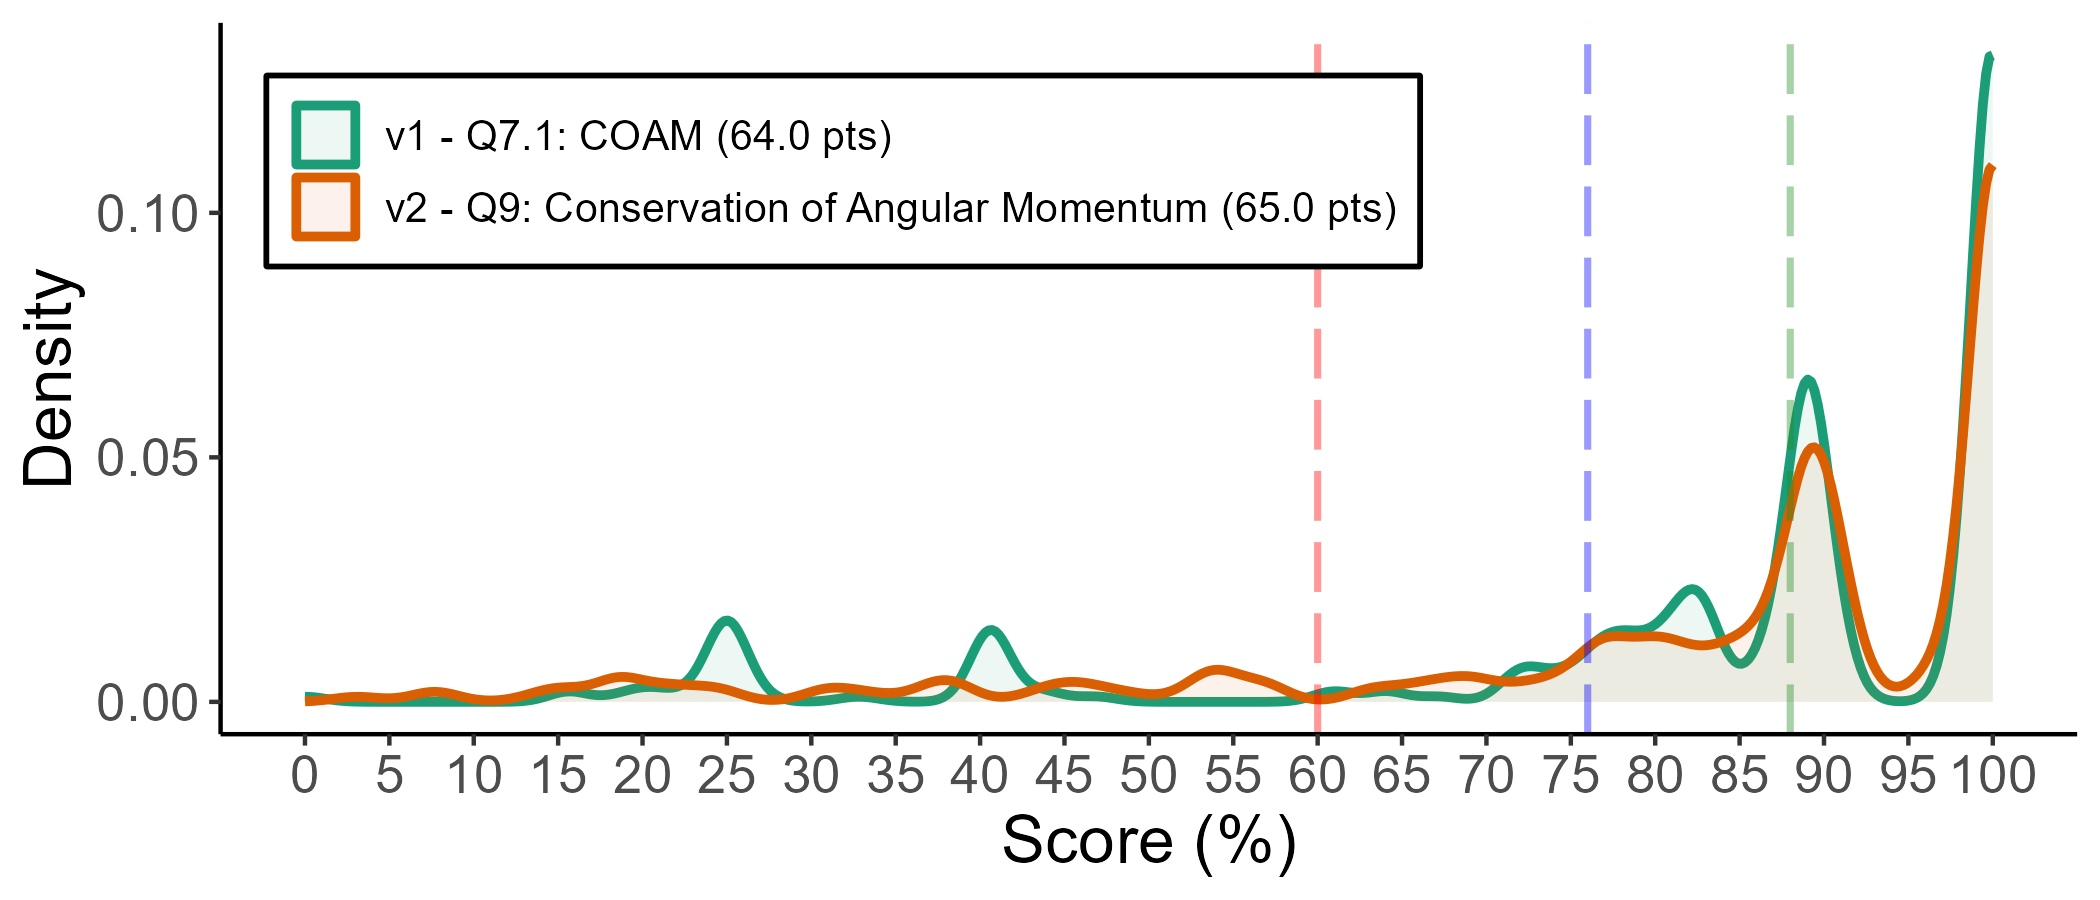 v1 - Q7.1: COAM (64.0 pts)
v2 - Q9: Conservation of Angular Momentum (65.0 pts)
Density
0.10
0.05
0.00
0 5 10 15 20 25 30 35 40 45 50 55 60 65 70 75 80 85 90 95 100
Score (%)